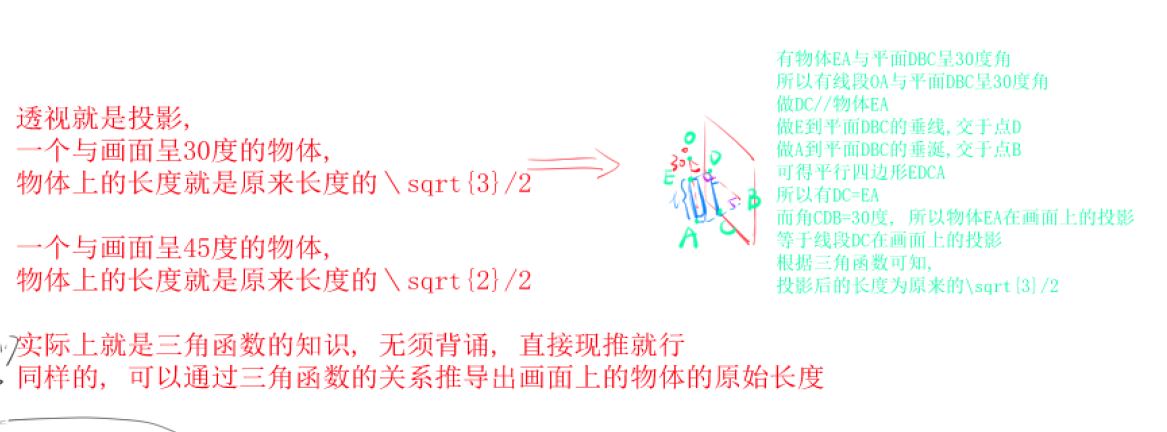 透视就是投影,
一个与画面呈30度的物体,
物体上的长度就是原来长度的\sqrt{3}/2
一个与画面呈45度的物体,
物体上的长度就是原来长度的\sqrt{2}/2
实际上就是三角函数的知识, 无须背诵, 直接现推就行
同样的, 可以通过三角函数的关系推导出画面上的物体的原始长度
O
30
D
E
B
A
C
有物体EA与平面DBC呈30度角
所以有线段OA与平面DBC呈30度角
做DC//物体EA
做E到平面DBC的垂线,交于点D
做A到平面DBC的垂涎,交于点B
可得平行四边形EDCA
所以有DC=EA
而角CDB=30度, 所以物体EA在画面上的投影
等于线段DC在画面上的投影
根据三角函数可知,
投影后的长度为原来的\sqrt{3}/2